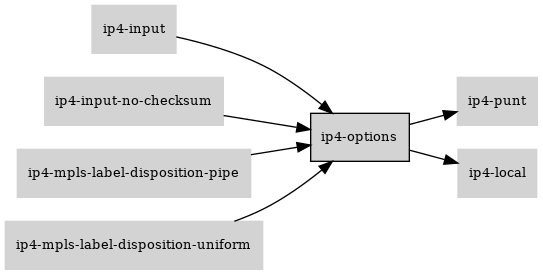 ip4-input
ip4-input-no-checksum
ip4-mpls-label-disposition-pipe
ip4-mpls-label-disposition-uniform
ip4-options
ip4-punt
ip4-local